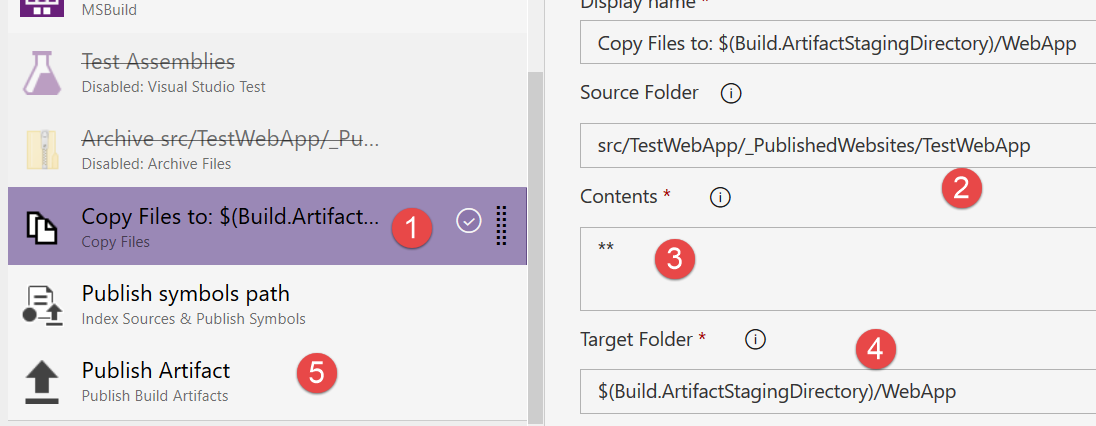 MSBuild
Test Assemblies
Disabled: Visual Studio Test
Archive src/TestWebApp/_Pu...
Disabled: Archive Files
Copy Files to: $(Build.Artifact...
Copy Files
1
Publish symbols path
Index Sources & Publish Symbols
Publish Artifact
Publish Build Artifacts
5
Display name *
Copy Files to: $(Build.ArtifactStagingDirectory)/WebApp
Source Folder
src/TestWebApp/_PublishedWebsites/TestWebApp
2
Contents *
**
3
Target Folder *
4
$(Build.ArtifactStagingDirectory)/WebApp